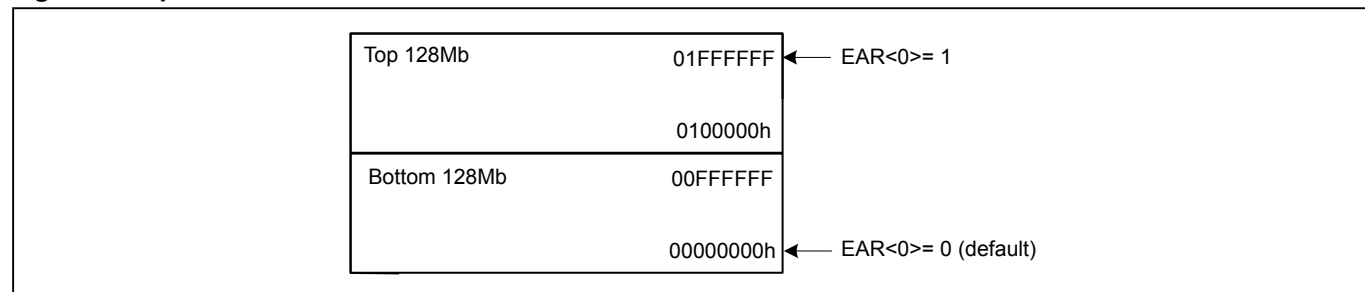 Top 128Mb 01FFFFFF EAR<0>= 1
0100000h
Bottom 128Mb 00FFFFFF
00000000h EAR<0>= 0 (default)